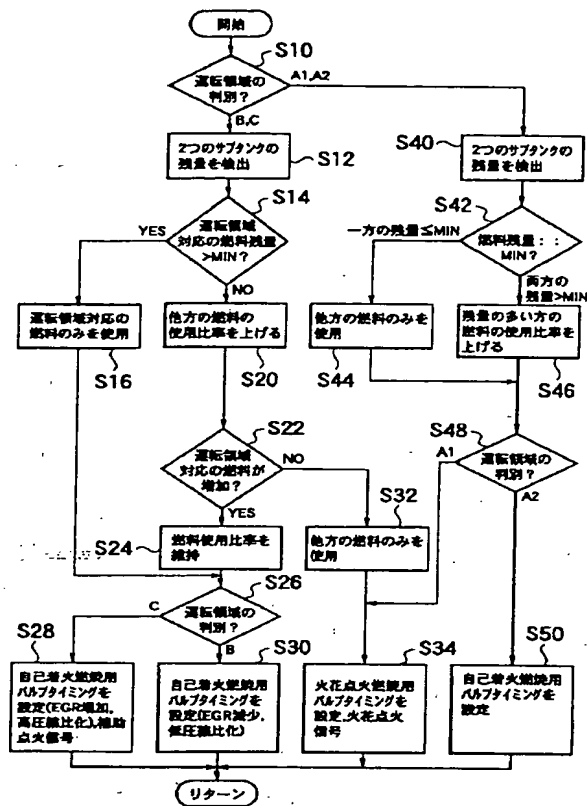 開始
S10
運転領域の
判別?
A1,A2
B,C
2つのサブタンクの
残量を検出
S12
S40
2つのサブタンクの
残量を検出
S14
運転領域
対応の燃料残量
>MIN?
YES
NO
S42
一方の残量≤MIN
燃料残量::
MIN?
両方の
残量>MIN
運転領域対応の
燃料のみを使用
S16
他方の燃料の
使用比率を上げる
S20
他方の燃料のみを
使用
S44
残量の多い方の
燃料の使用比率を
上げる
S46
S22
運転領域
対応の燃料が
増加?
NO
YES
S48
A1
運転領域の
判別?
A2
S24
燃料使用比率を
維持
S32
他方の燃料のみを
使用
S26
C
運転領域の
判別?
B
S28
自己着火燃焼用
バルブタイミングを
設定(EGR増加,
高圧縮比化),補助
点火信号
S30
自己着火燃焼用
バルブタイミングを
設定(EGR減少,
低圧縮比化)
S34
火花点火燃焼用
バルブタイミングを
設定,火花点火
信号
S50
自己着火燃焼用
バルブタイミングを
設定
リターン